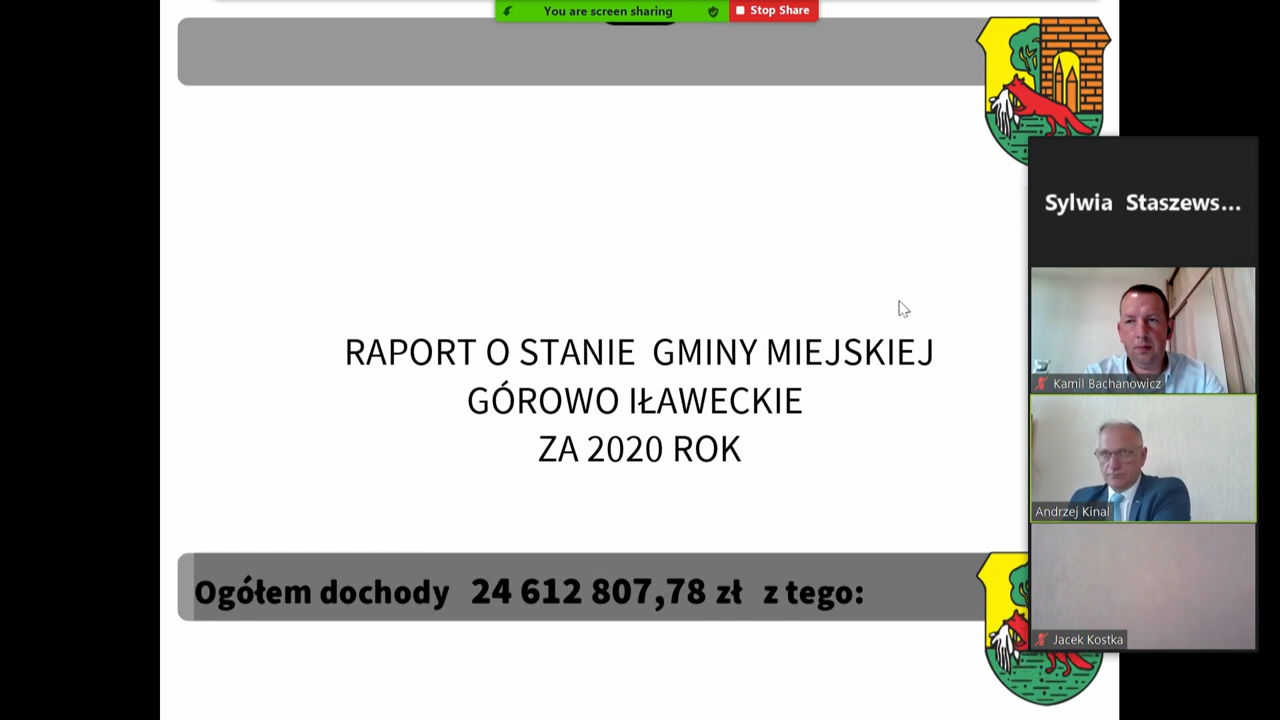 You are screen sharing
Stop Share
Sylwia Staszews...
RAPORT O STANIE GMINY MIEJSKIEJ
GÓROWO IŁAWECKIE
ZA 2020 ROK
Kamil Bachanowicz
Andrzej Kinal
Ogółem dochody 24 612 807,78 zł z tego:
Jacek Kostka